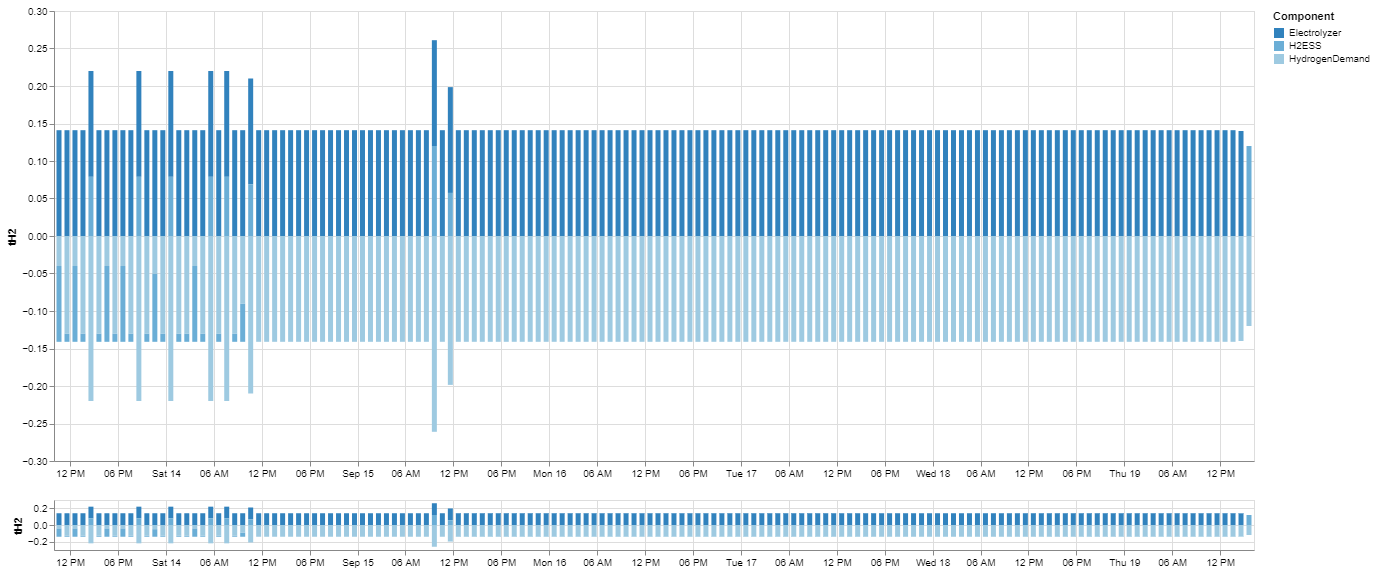 Component
Electrolyzer
H2ESS
HydrogenDemand
tH2
0.30
0.25
0.20
0.15
0.10
0.05
0.00
−0.05
−0.10
−0.15
−0.20
−0.25
−0.30
12 PM 06 PM Sat 14 06 AM 12 PM 06 PM Sep 15 06 AM 12 PM 06 PM Mon 16 06 AM 12 PM 06 PM Tue 17 06 AM 12 PM 06 PM Wed 18 06 AM 12 PM 06 PM Thu 19 06 AM 12 PM
tH2
0.2
0.0
−0.2
12 PM 06 PM Sat 14 06 AM 12 PM 06 PM Sep 15 06 AM 12 PM 06 PM Mon 16 06 AM 12 PM 06 PM Tue 17 06 AM 12 PM 06 PM Wed 18 06 AM 12 PM 06 PM Thu 19 06 AM 12 PM